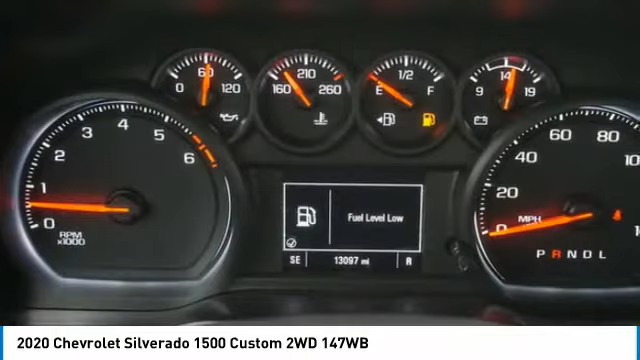 60
0 120
210
160 260
1/2
E F
14
9 19
0
1
2
3
4
5
6
RPM
x1000
Fuel Level Low
SE 13097 mi R
0
20
40
60
80
MPH
P R N D L
2020 Chevrolet Silverado 1500 Custom 2WD 147WB